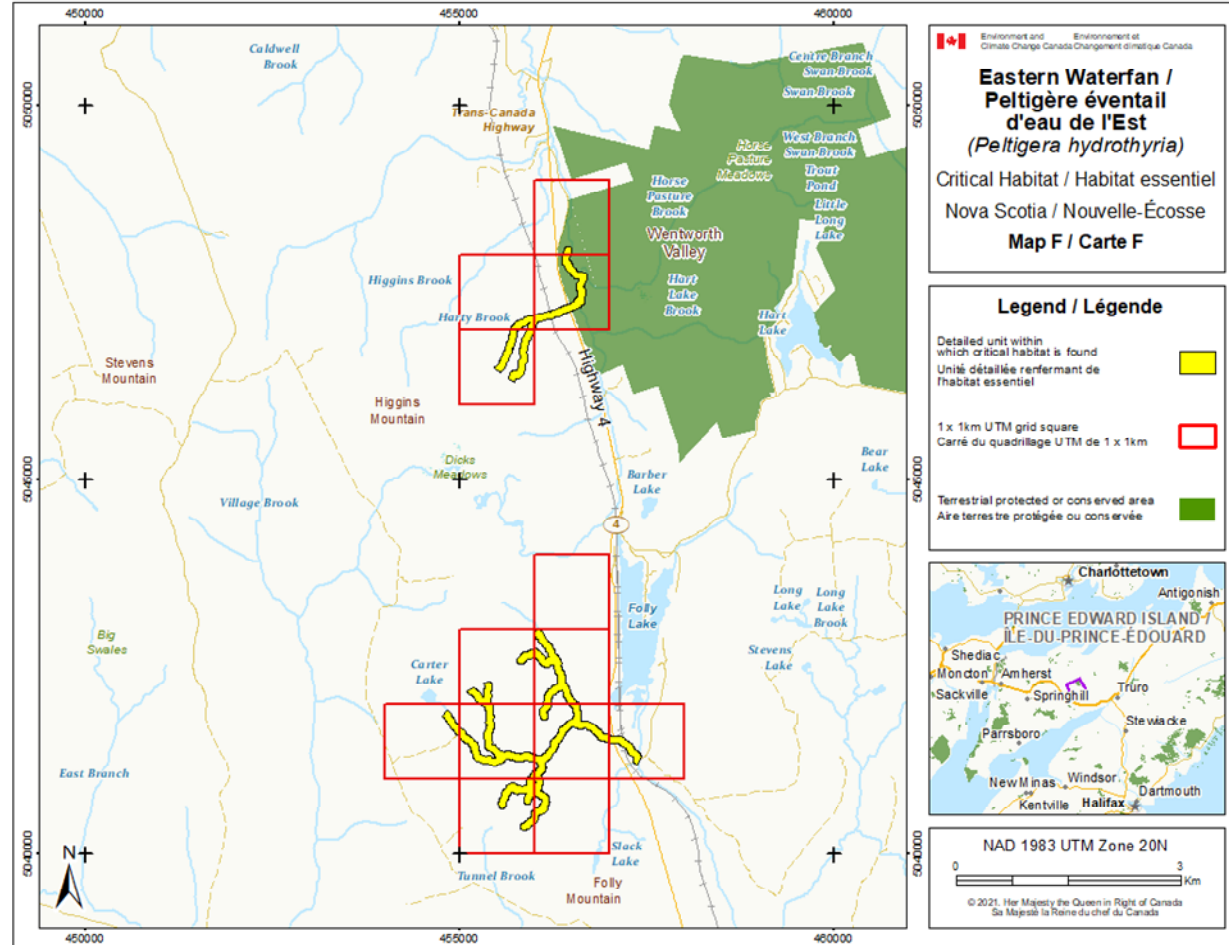 450000
455000
460000
Caldwell
Brook
Centre Branch
Swan Brook
Swan Brook
5050000
5050000
Trans-Canada
Highway
West Branch
Swan Brook
Horse
Pasture
Meadows
Trout
Pond
Horse
Pasture
Brook
Little
Long
Lake
Wentworth
Valley
Higgins Brook
Hart
Lake
Brook
Harty Brook
Hart
Lake
Stevens
Mountain
Highway 4
Higgins
Mountain
Dicks
Meadows
Bear
Lake
Barber
Lake
5045000
5045000
Village Brook
4
Long
Lake
Long
Lake
Brook
Folly
Lake
Big
Swales
Carter
Lake
Stevens
Lake
East Branch
5040000
5040000
Slack
Lake
N
Tunnel Brook
Folly
Mountain
450000
455000
460000
Environment and
Climate Change Canada
Environnement et
Changement climatique Canada
Eastern Waterfan /
Peltigère éventail
d'eau de l'Est
(Peltigera hydrothyria)
Critical Habitat / Habitat essentiel
Nova Scotia / Nouvelle-Écosse
Map F / Carte F
Legend / Légende
Detailed unit within
which critical habitat is found
Unité détaillée renfermant de
l'habitat essentiel
1 x 1km UTM grid square
Carré du quadrillage UTM de 1 x 1km
Terrestrial protected or conserved area
Aire terrestre protégée ou conservée
Charlottetown
Antigonish
PRINCE EDWARD ISLAND /
ÎLE-DU-PRINCE-ÉDOUARD
Shediac
Moncton
Amherst
Sackville
Springhill
Truro
Stewiacke
Parrsboro
New Minas
Windsor
Dartmouth
Kentville
Halifax
NAD 1983 UTM Zone 20N
0
3
Km
© 2021. Her Majesty the Queen in Right of Canada
Sa Majesté la Reine du chef du Canada